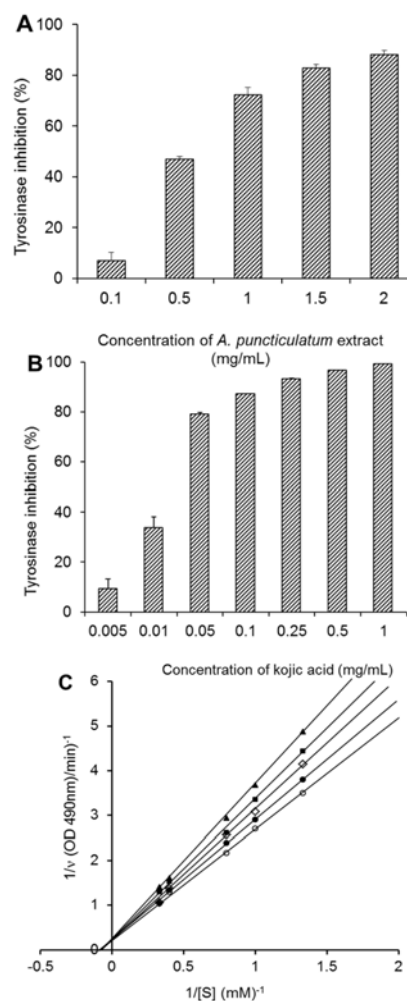 A
Tyrosinase inhibition (%)
100
80
60
40
20
0
0.1 0.5 1 1.5 2
Concentration of A. puncticulatum extract
(mg/mL)
B
Tyrosinase inhibition (%)
100
80
60
40
20
0
0.005 0.01 0.05 0.1 0.25 0.5 1
Concentration of kojic acid (mg/mL)
C
1/v (OD 490nm)/min)-1
6
5
4
3
2
1
0
-0.5 0 0.5 1 1.5 2
1/[S] (mM)-1